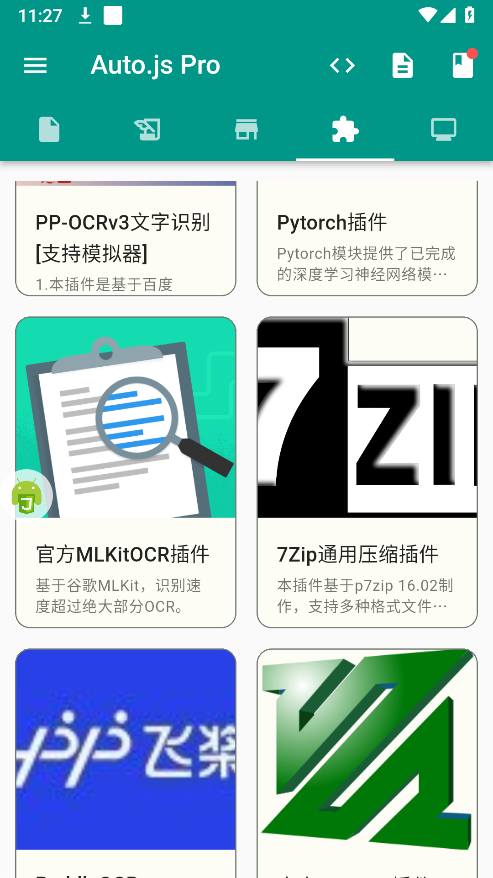 11:27
Auto.js Pro
PP-OCRv3文字识别
[支持模拟器]
1.本插件是基于百度
Pytorch插件
Pytorch模块提供了已完成
的深度学习神经网络模…
7ZIP
官方MLKitOCR插件
基于谷歌MLKit，识别速
度超过绝大部分OCR。
7Zip通用压缩插件
本插件基于p7zip 16.02制
作，支持多种格式文件…
飞桨